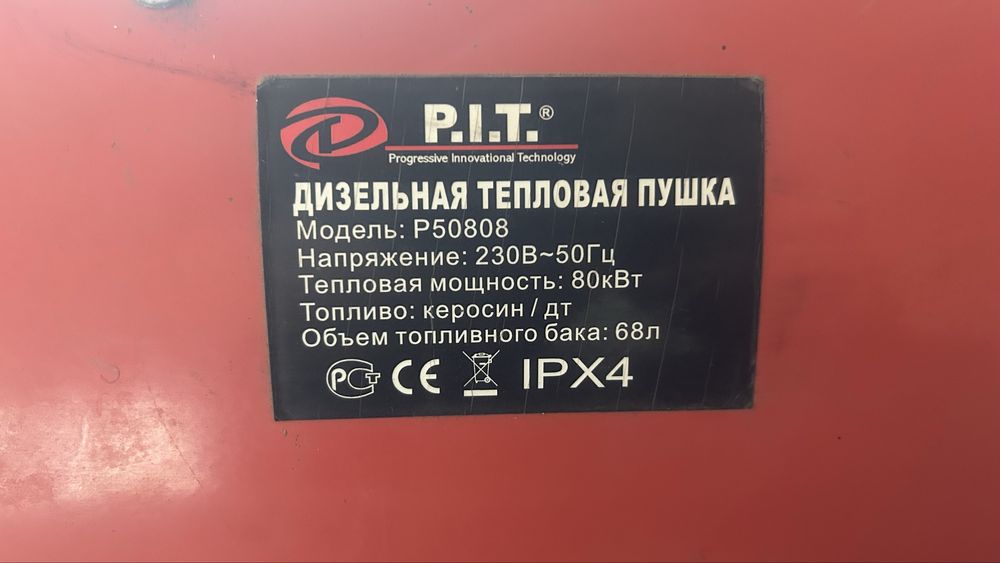 P.I.T.®
Progressive Innovational Technology
ДИЗЕЛЬНАЯ ТЕПЛОВАЯ ПУШКА
Модель: P50808
Напряжение: 230В~50Гц
Тепловая мощность: 80кВт
Топливо: керосин / дт
Объем топливного бака: 68л
РСТ CE IPX4